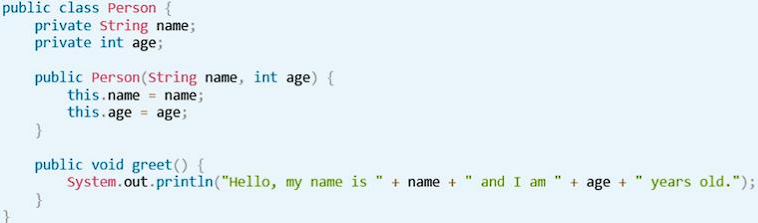 public class Person {
    private String name;
    private int age;

    public Person(String name, int age) {
        this.name = name;
        this.age = age;
    }

    public void greet() {
        System.out.println("Hello, my name is " + name + " and I am " + age + " years old.");
    }
}